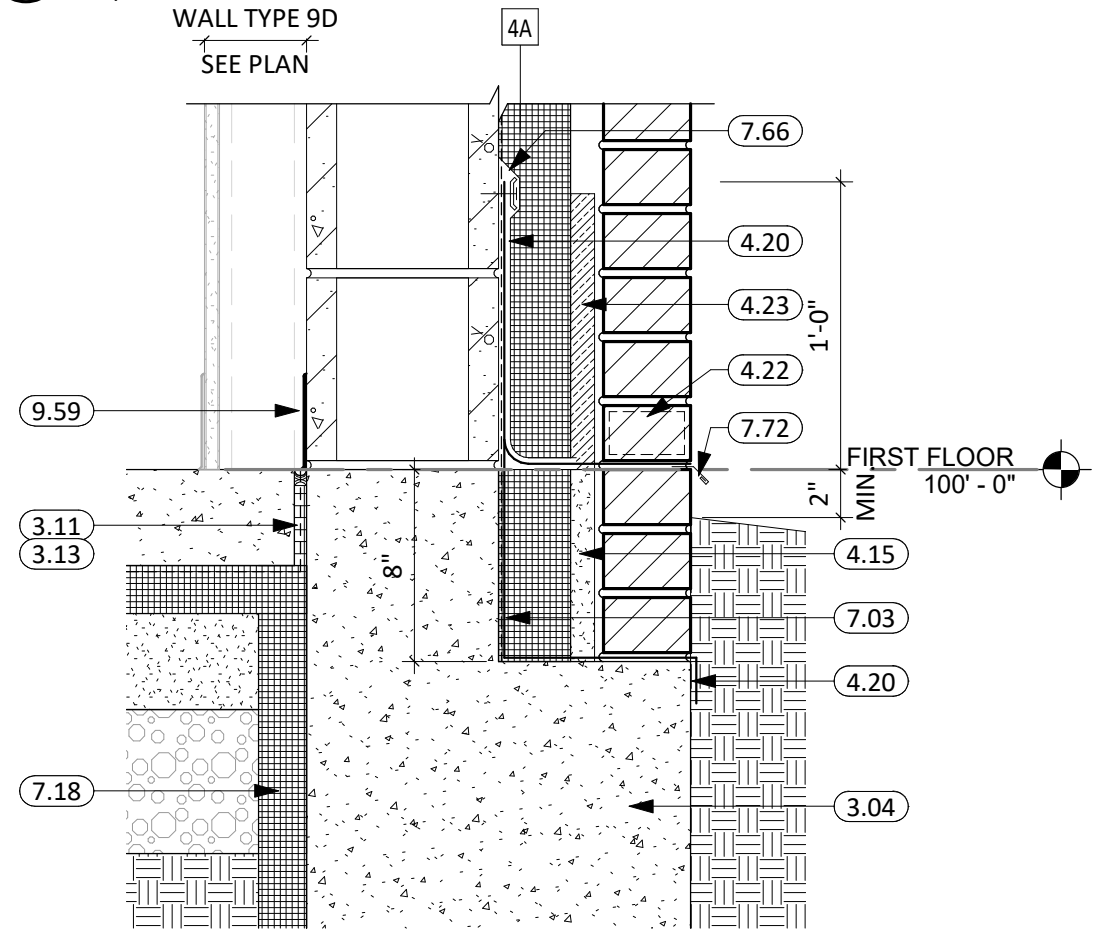 WALL TYPE 9D
SEE PLAN
4A
7.66
4.20
4.23
1'-0"
4.22
9.59
7.72
FIRST FLOOR
100' - 0"
2"
MIN
3.11
3.13
8"
4.15
7.03
4.20
7.18
3.04